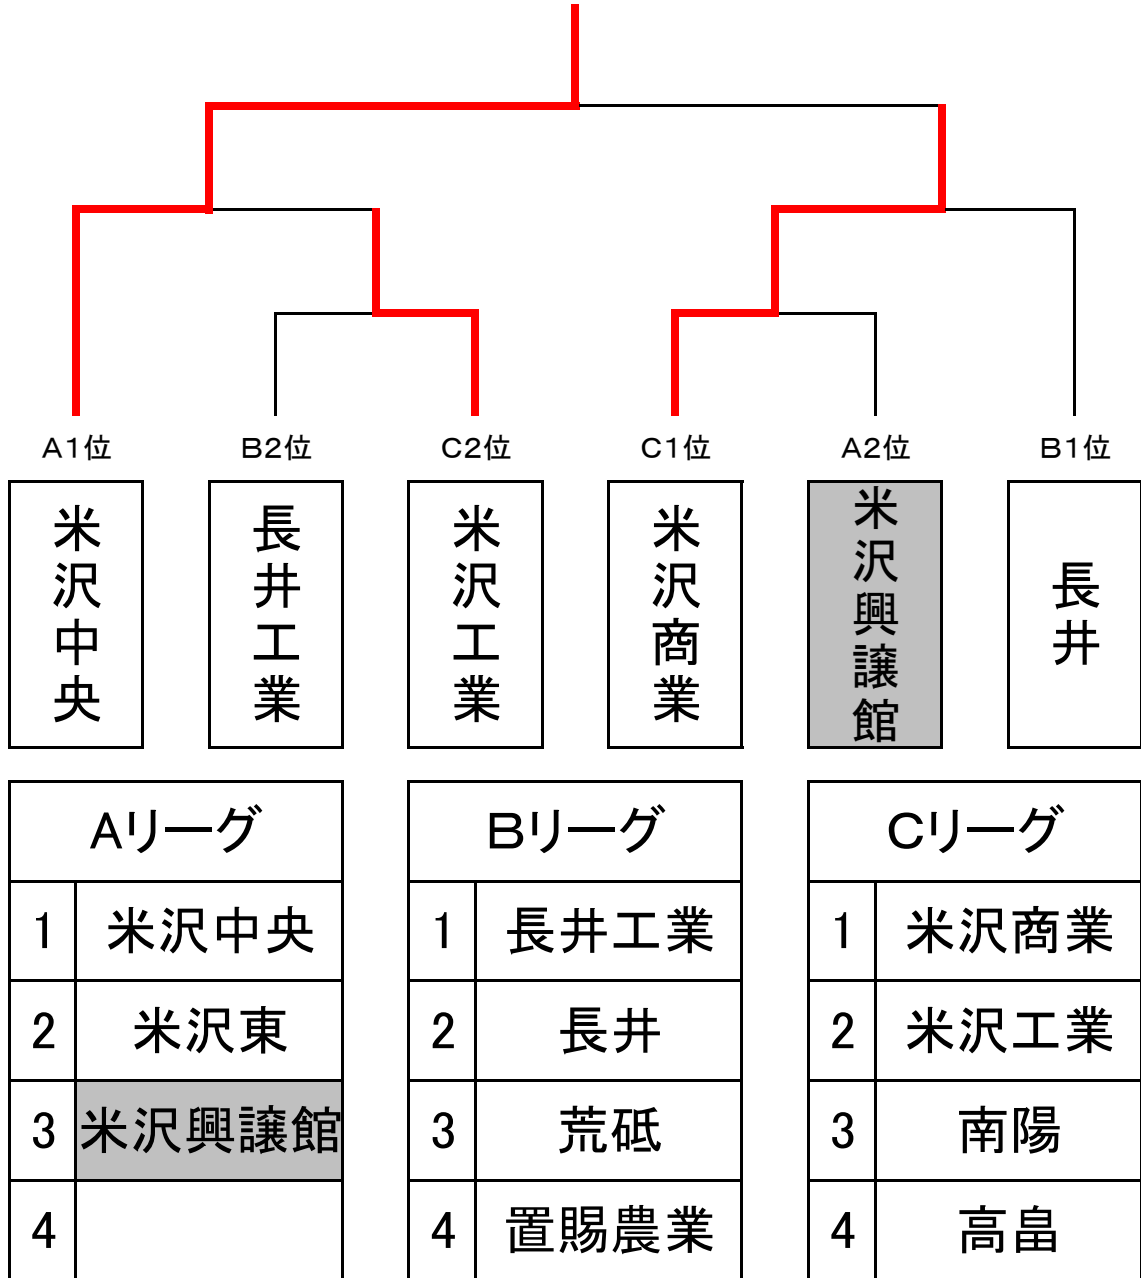 A1位 B2位 C2位 C1位 A2位 B1位
米沢中央 長井工業 米沢工業 米沢商業 米沢興譲館 長井
Aリーグ Bリーグ Cリーグ
1 米沢中央 1 長井工業 1 米沢商業
2 米沢東 2 長井 2 米沢工業
3 米沢興譲館 3 荒砥 3 南陽
4 4 置賜農業 4 高畠